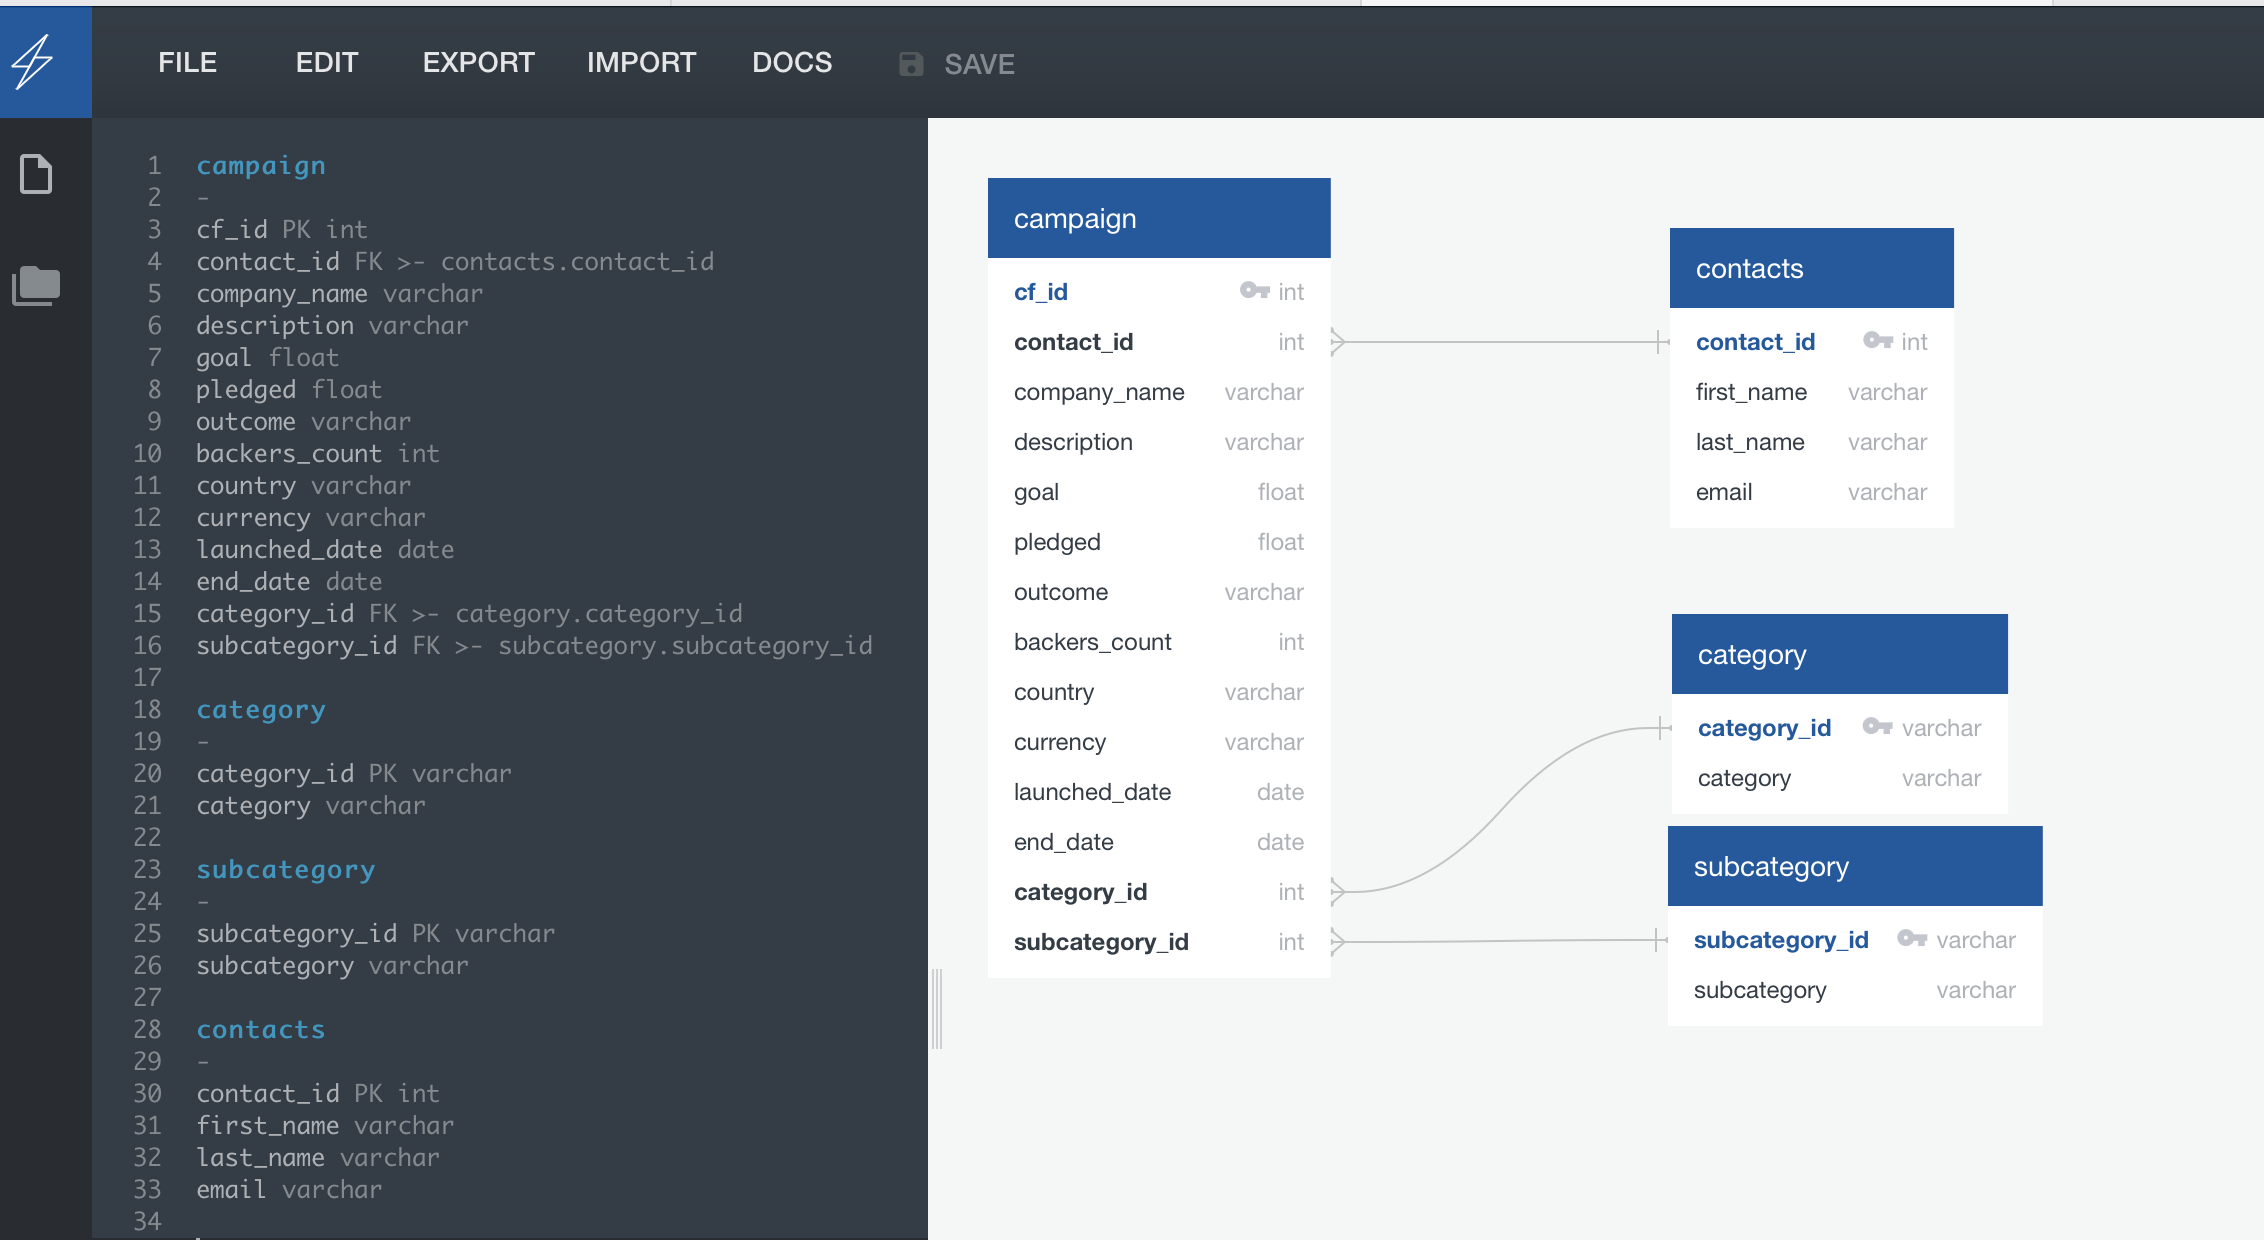 FILE EDIT EXPORT IMPORT DOCS SAVE
1 campaign
2 -
3 cf_id PK int
4 contact_id FK >- contacts.contact_id
5 company_name varchar
6 description varchar
7 goal float
8 pledged float
9 outcome varchar
10 backers_count int
11 country varchar
12 currency varchar
13 launched_date date
14 end_date date
15 category_id FK >- category.category_id
16 subcategory_id FK >- subcategory.subcategory_id
17
18 category
19 -
20 category_id PK varchar
21 category varchar
22
23 subcategory
24 -
25 subcategory_id PK varchar
26 subcategory varchar
27
28 contacts
29 -
30 contact_id PK int
31 first_name varchar
32 last_name varchar
33 email varchar
34
campaign
cf_id int
contact_id int
company_name varchar
description varchar
goal float
pledged float
outcome varchar
backers_count int
country varchar
currency varchar
launched_date date
end_date date
category_id int
subcategory_id int
contacts
contact_id int
first_name varchar
last_name varchar
email varchar
category
category_id varchar
category varchar
subcategory
subcategory_id varchar
subcategory varchar